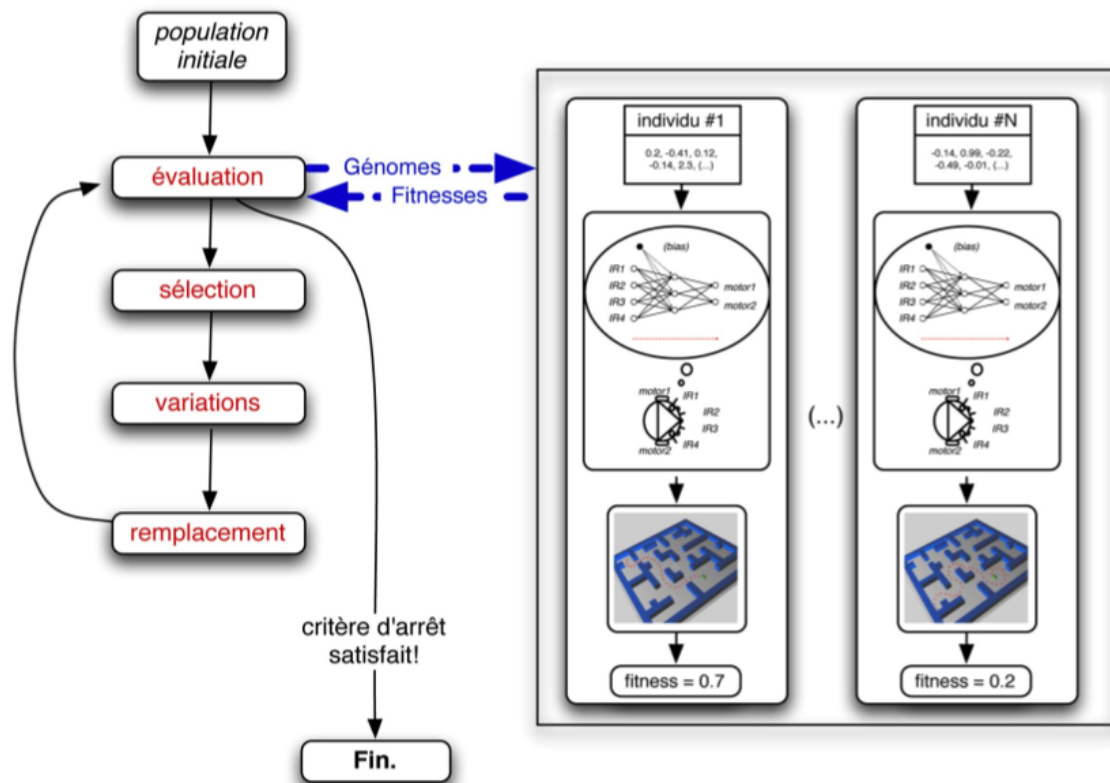 population
initiale
évaluation
sélection
variations
remplacement
critère d'arrêt
satisfait!
Fin.
Génomes
Fitnesses
individu #1
0.2, -0.41, 0.12,
-0.14, 2.3, (...)
(bias)
IR1
IR2
IR3
IR4
motor1
motor2
motor1
IR1
IR2
IR3
IR4
motor2
fitness = 0.7
(...)
individu #N
-0.14, 0.99, -0.22,
-0.49, -0.01, (...)
(bias)
IR1
IR2
IR3
IR4
motor1
motor2
motor1
IR1
IR2
IR3
IR4
motor2
fitness = 0.2